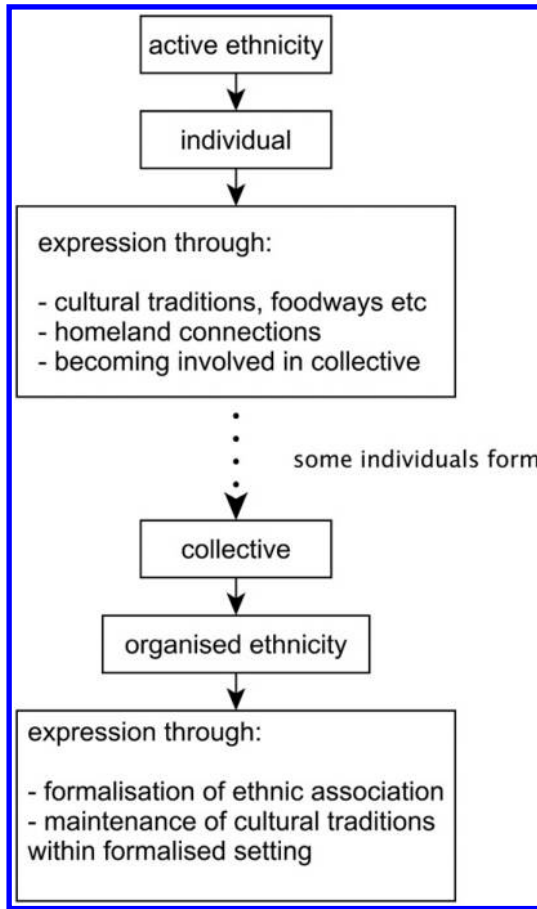 active ethnicity
individual
expression through:
- cultural traditions, foodways etc
- homeland connections
- becoming involved in collective
some individuals form
collective
organised ethnicity
expression through:
- formalisation of ethnic association
- maintenance of cultural traditions
within formalised setting